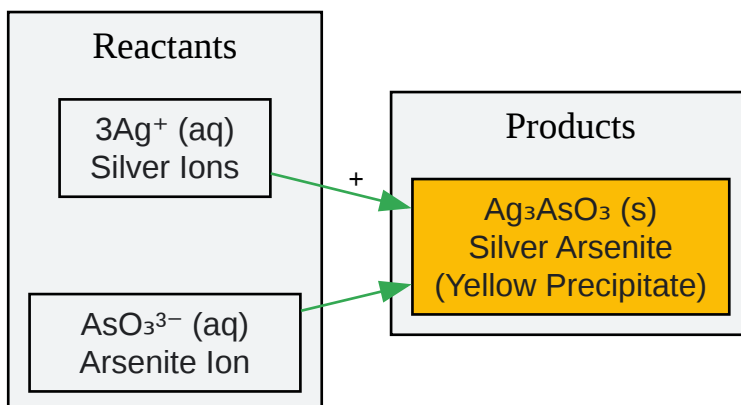 Reactants
3Ag⁺ (aq)
Silver Ions
AsO₃³⁻ (aq)
Arsenite Ion
+
Products
Ag₃AsO₃ (s)
Silver Arsenite
(Yellow Precipitate)